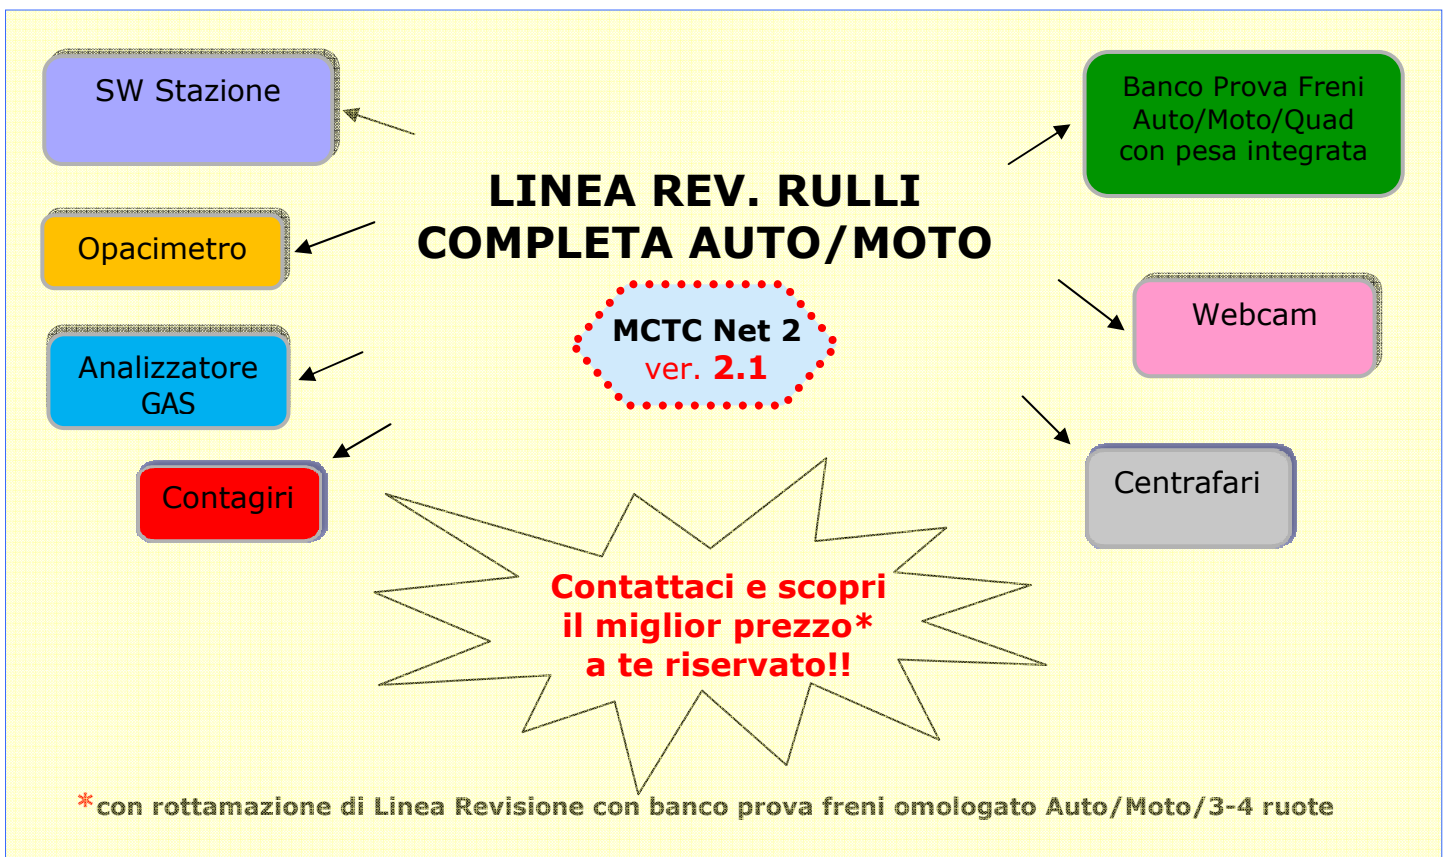 SW Stazione
Banco Prova Freni
Auto/Moto/Quad
con pesa integrata
LINEA REV. RULLI
COMPLETA AUTO/MOTO
Opacimetro
Webcam
MCTC Net 2
ver. 2.1
Analizzatore
GAS
Contagiri
Centrafari
Contattaci e scopri
il miglior prezzo*
a te riservato!!
*con rottamazione di Linea Revisione con banco prova freni omologato Auto/Moto/3-4 ruote